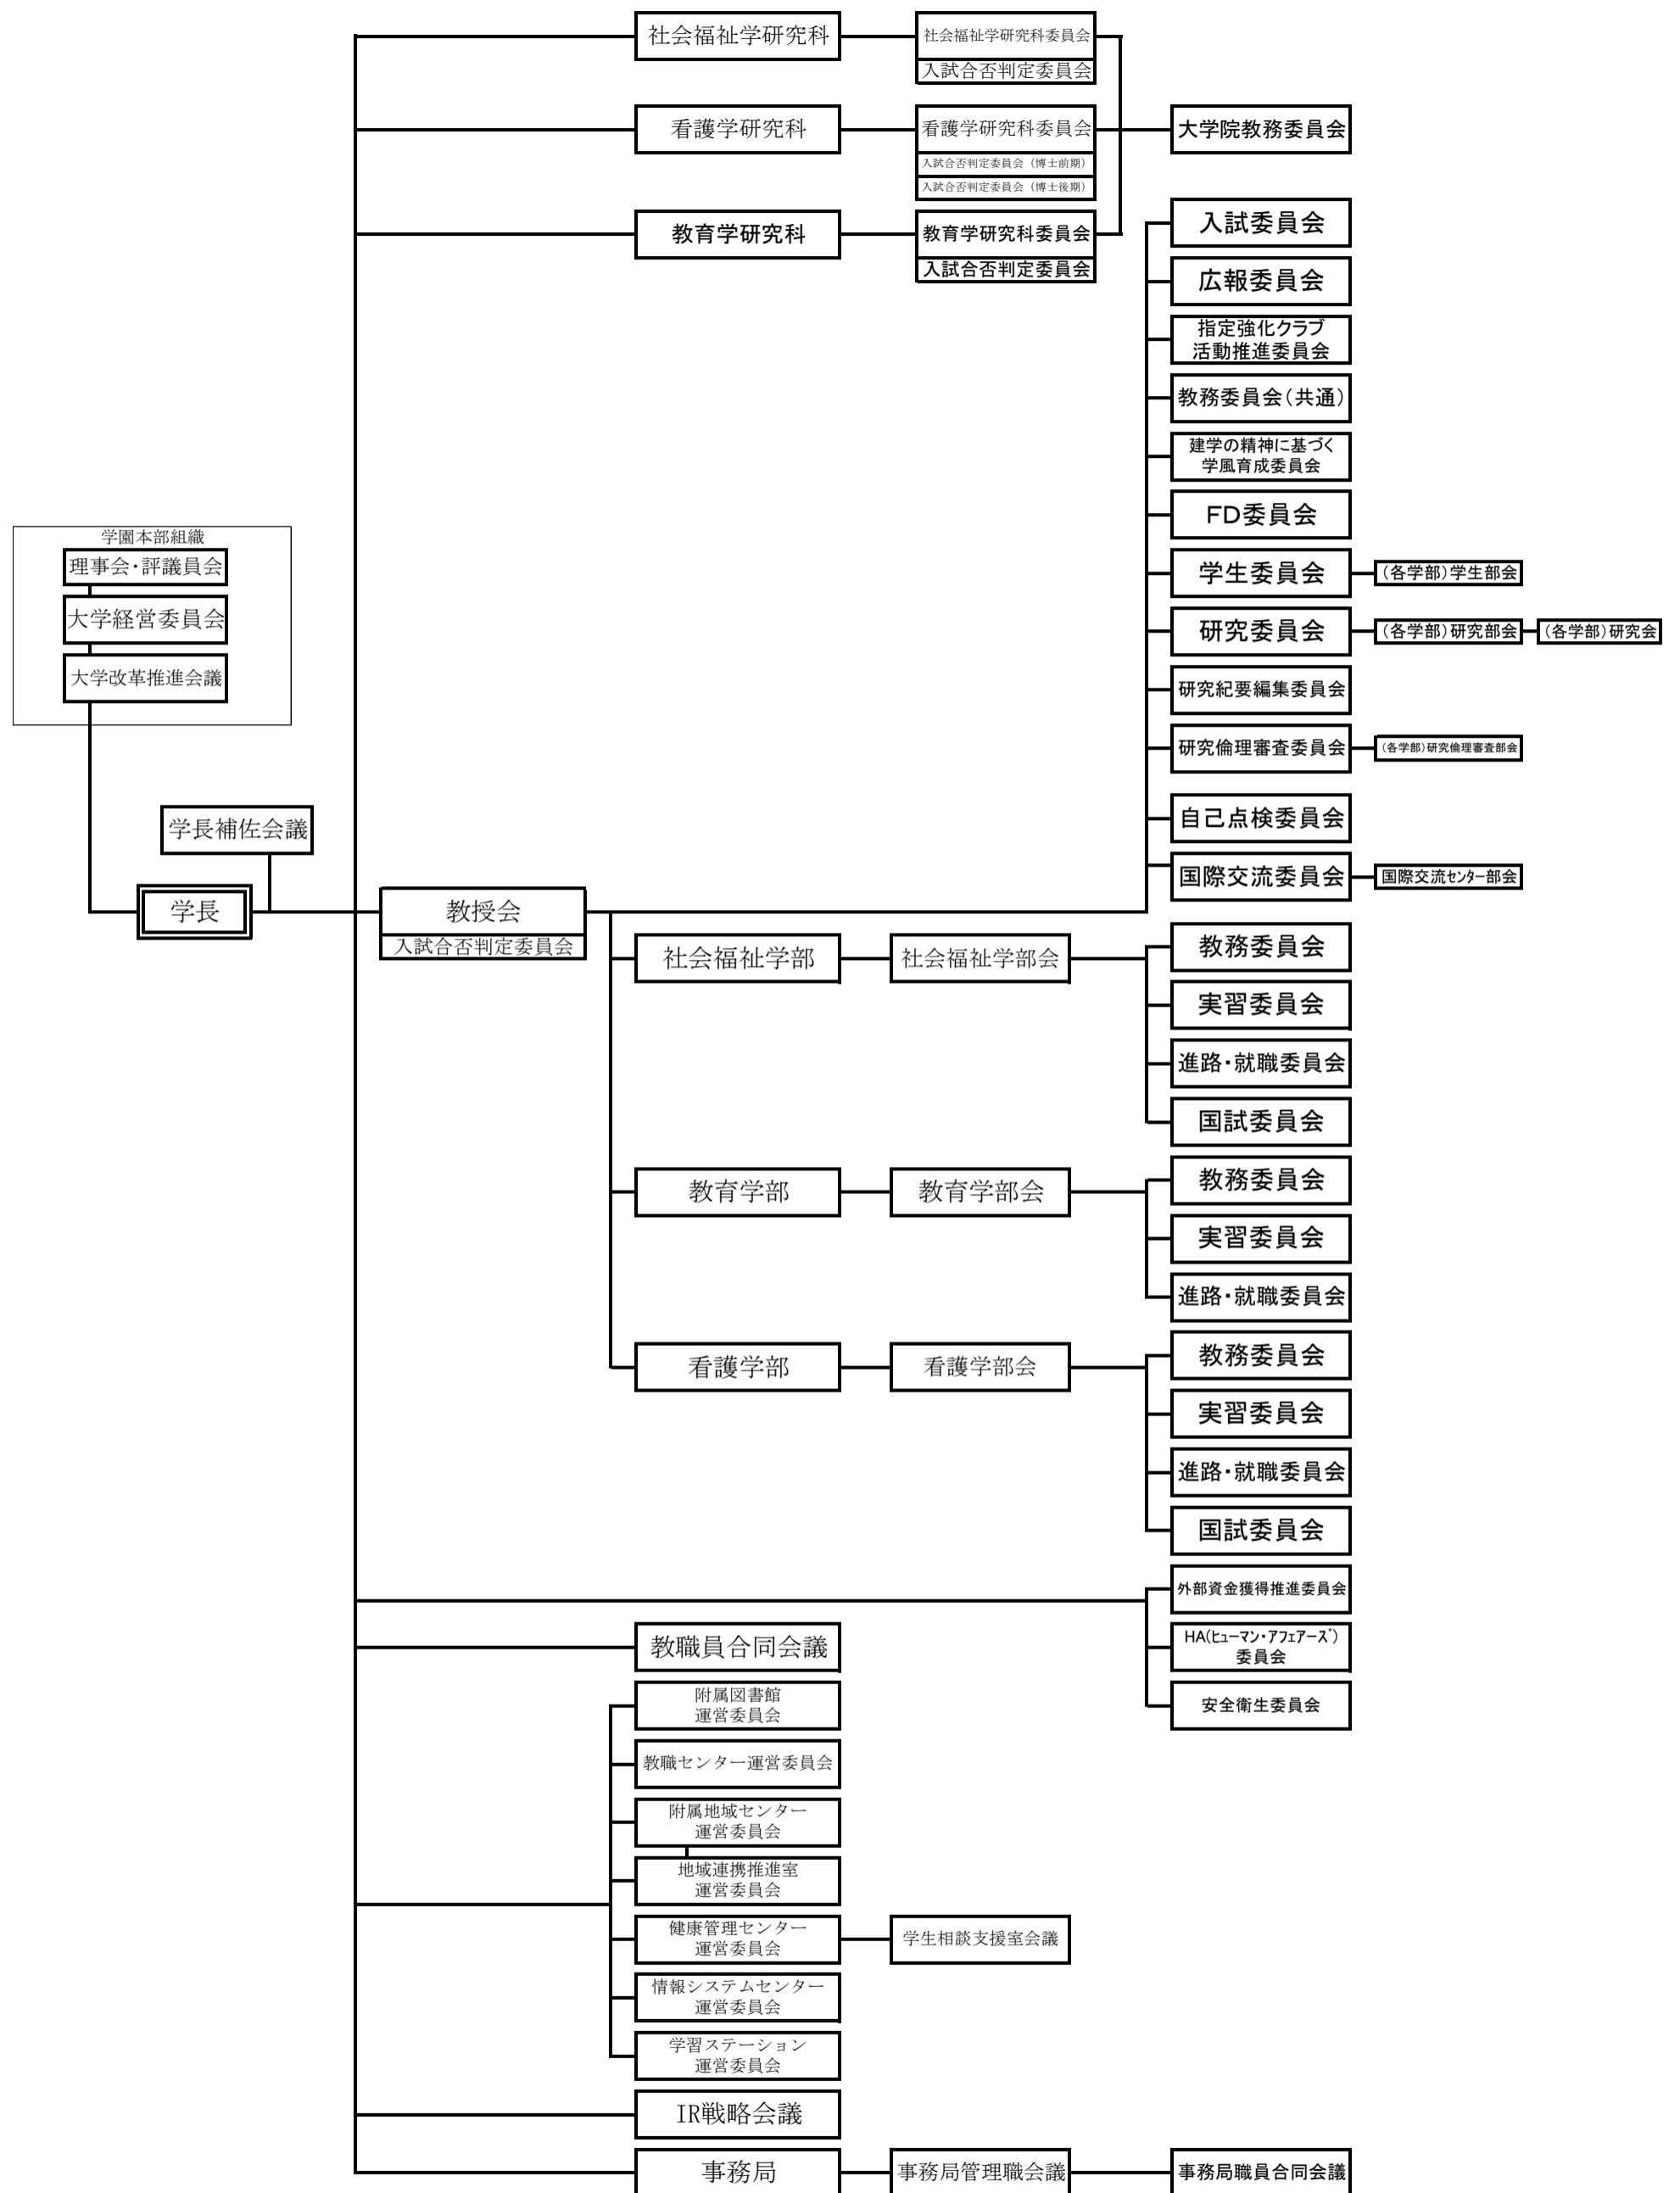 社会福祉学研究科
社会福祉学研究科委員会
入試合否判定委員会
看護学研究科
看護学研究科委員会
入試合否判定委員会（博士前期）
入試合否判定委員会（博士後期）
大学院教務委員会
教育学研究科
教育学研究科委員会
入試合否判定委員会
入試委員会
広報委員会
指定強化クラブ
活動推進委員会
教務委員会（共通）
建学の精神に基づく
学風育成委員会
FD委員会
学生委員会
（各学部）学生部会
研究委員会
（各学部）研究部会
（各学部）研究会
研究紀要編集委員会
研究倫理審査委員会
（各学部）研究倫理審査部会
自己点検委員会
国際交流委員会
国際交流ｾﾝﾀｰ部会
学園本部組織
理事会・評議員会
大学経営委員会
大学改革推進会議
学長補佐会議
学長
教授会
入試合否判定委員会
社会福祉学部
社会福祉学部会
教務委員会
実習委員会
進路・就職委員会
国試委員会
教育学部
教育学部会
教務委員会
実習委員会
進路・就職委員会
看護学部
看護学部会
教務委員会
実習委員会
進路・就職委員会
国試委員会
外部資金獲得推進委員会
HA(ﾋｭｰマン・アフェアーズ)
委員会
安全衛生委員会
教職員合同会議
附属図書館
運営委員会
教職センター運営委員会
附属地域センター
運営委員会
地域連携推進室
運営委員会
健康管理センター
運営委員会
学生相談支援室会議
情報システムセンター
運営委員会
学習ステーション
運営委員会
IR戦略会議
事務局
事務局管理職会議
事務局職員合同会議